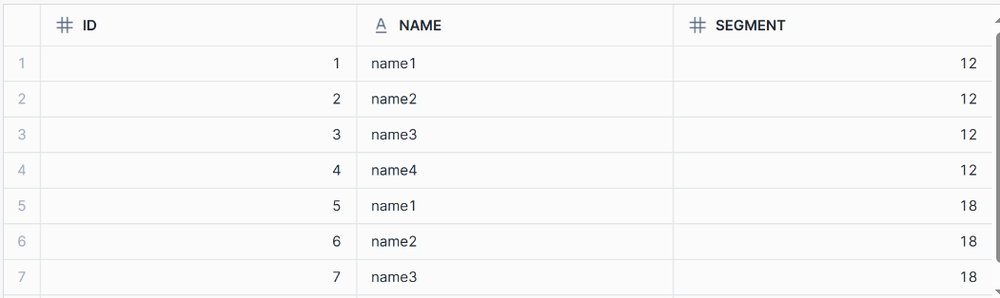 ID NAME SEGMENT
1 1 name1 12
2 2 name2 12
3 3 name3 12
4 4 name4 12
5 5 name1 18
6 6 name2 18
7 7 name3 18